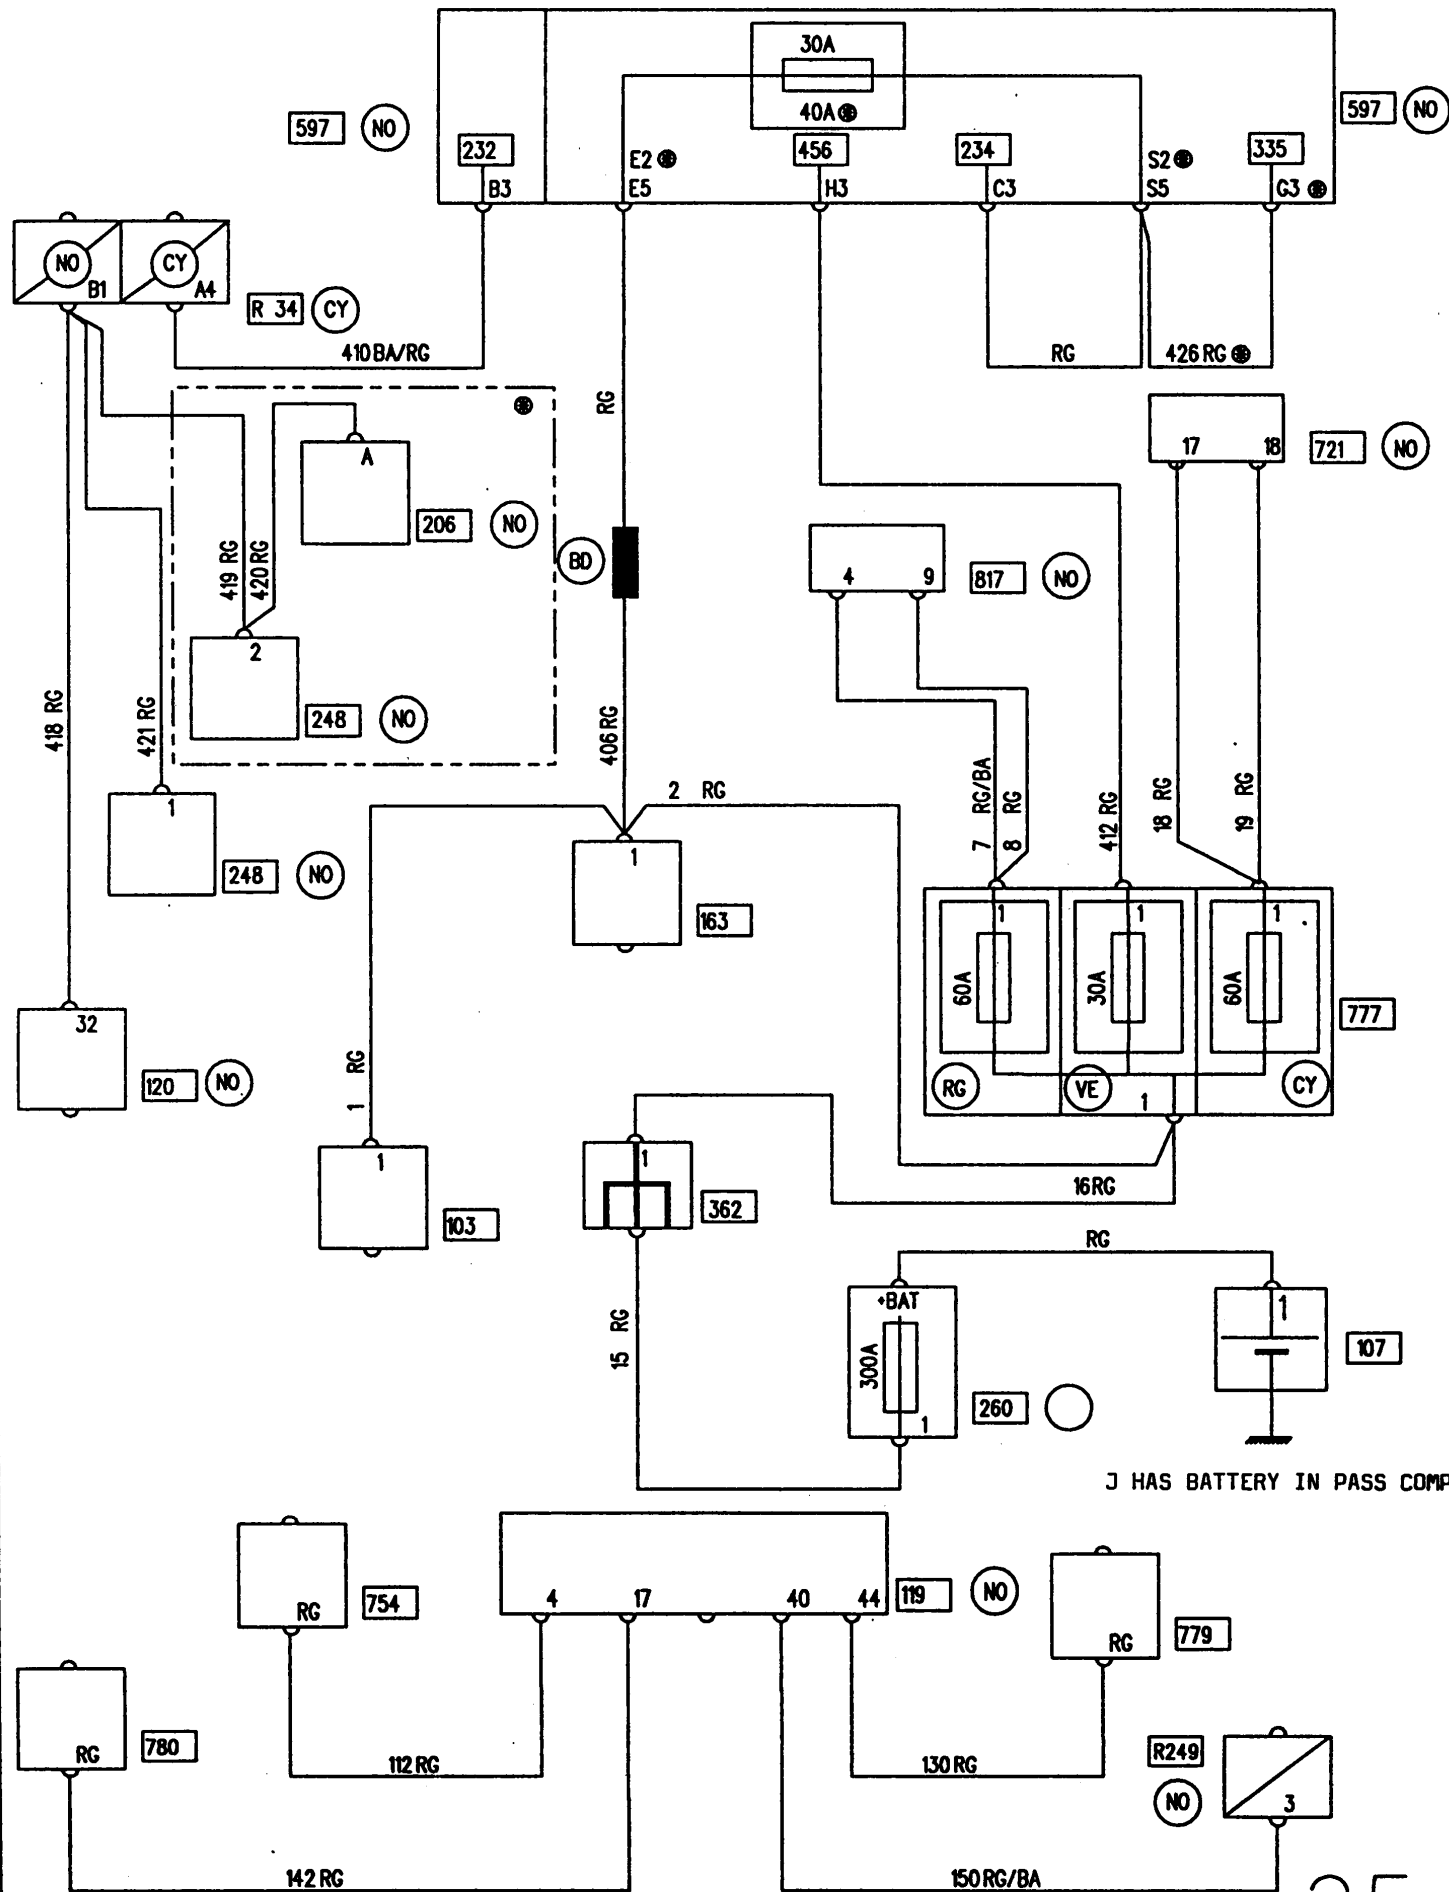 30A
40A ⊛
597 NO
597 NO
232
B3
E2 ⊛
E5
456
H3
234
C3
S2 ⊛
S5
335
G3 ⊛
NO
B1
CY
A4
R 34 CY
410 BA/RG
RG
426 RG ⊛
RG
⊛
A
206 NO
419 RG
420 RG
2
248 NO
BD
17 18
721 NO
4 9
817 NO
418 RG
421 RG
406 RG
1
248 NO
2 RG
7 RG/BA
8 RG
412 RG
18 RG
19 RG
1
163
1
60A
RG
1
30A
VE
1
1
60A
CY
777
32
120 NO
1 RG
1
103
1
362
16 RG
RG
15 RG
+BAT
300A
1
260
1
107
J HAS BATTERY IN PASS COMP
RG
754
4 17 40 44
119 NO
RG
779
RG
780
112 RG
130 RG
R249
NO
3
142 RG
150 RG/BA